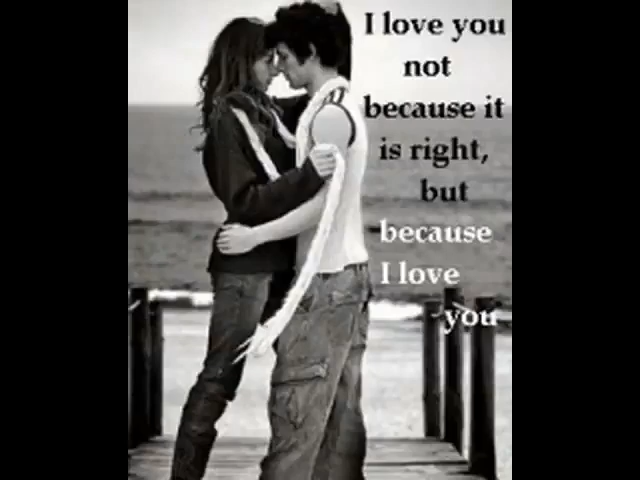 I love you
not
because it
is right,
but
because
I love
you